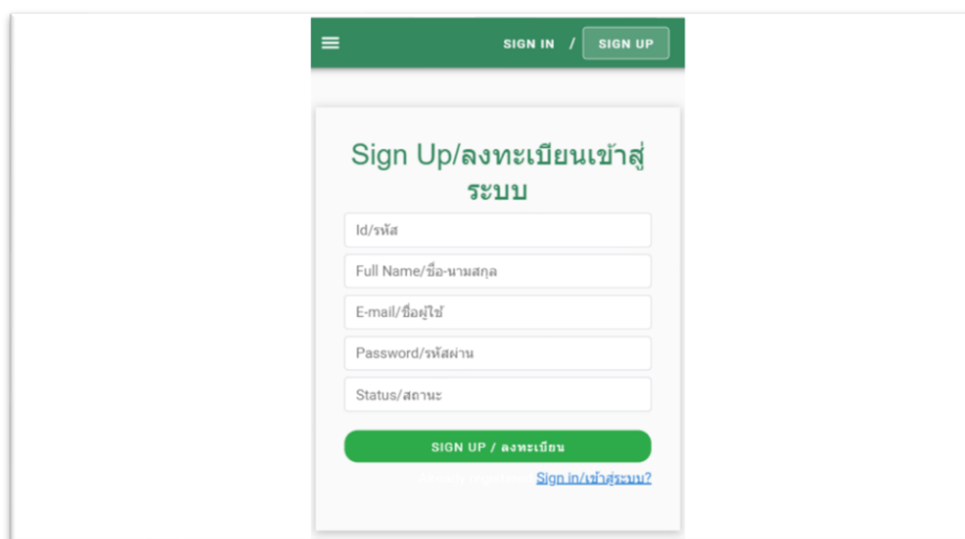 SIGN IN / SIGN UP
Sign Up/ลงทะเบียนเข้าสู่
ระบบ
Id/รหัส
Full Name/ชื่อ-นามสกุล
E-mail/ชื่อผู้ใช้
Password/รหัสผ่าน
Status/สถานะ
SIGN UP / ลงทะเบียน
Sign in/เข้าสู่ระบบ?